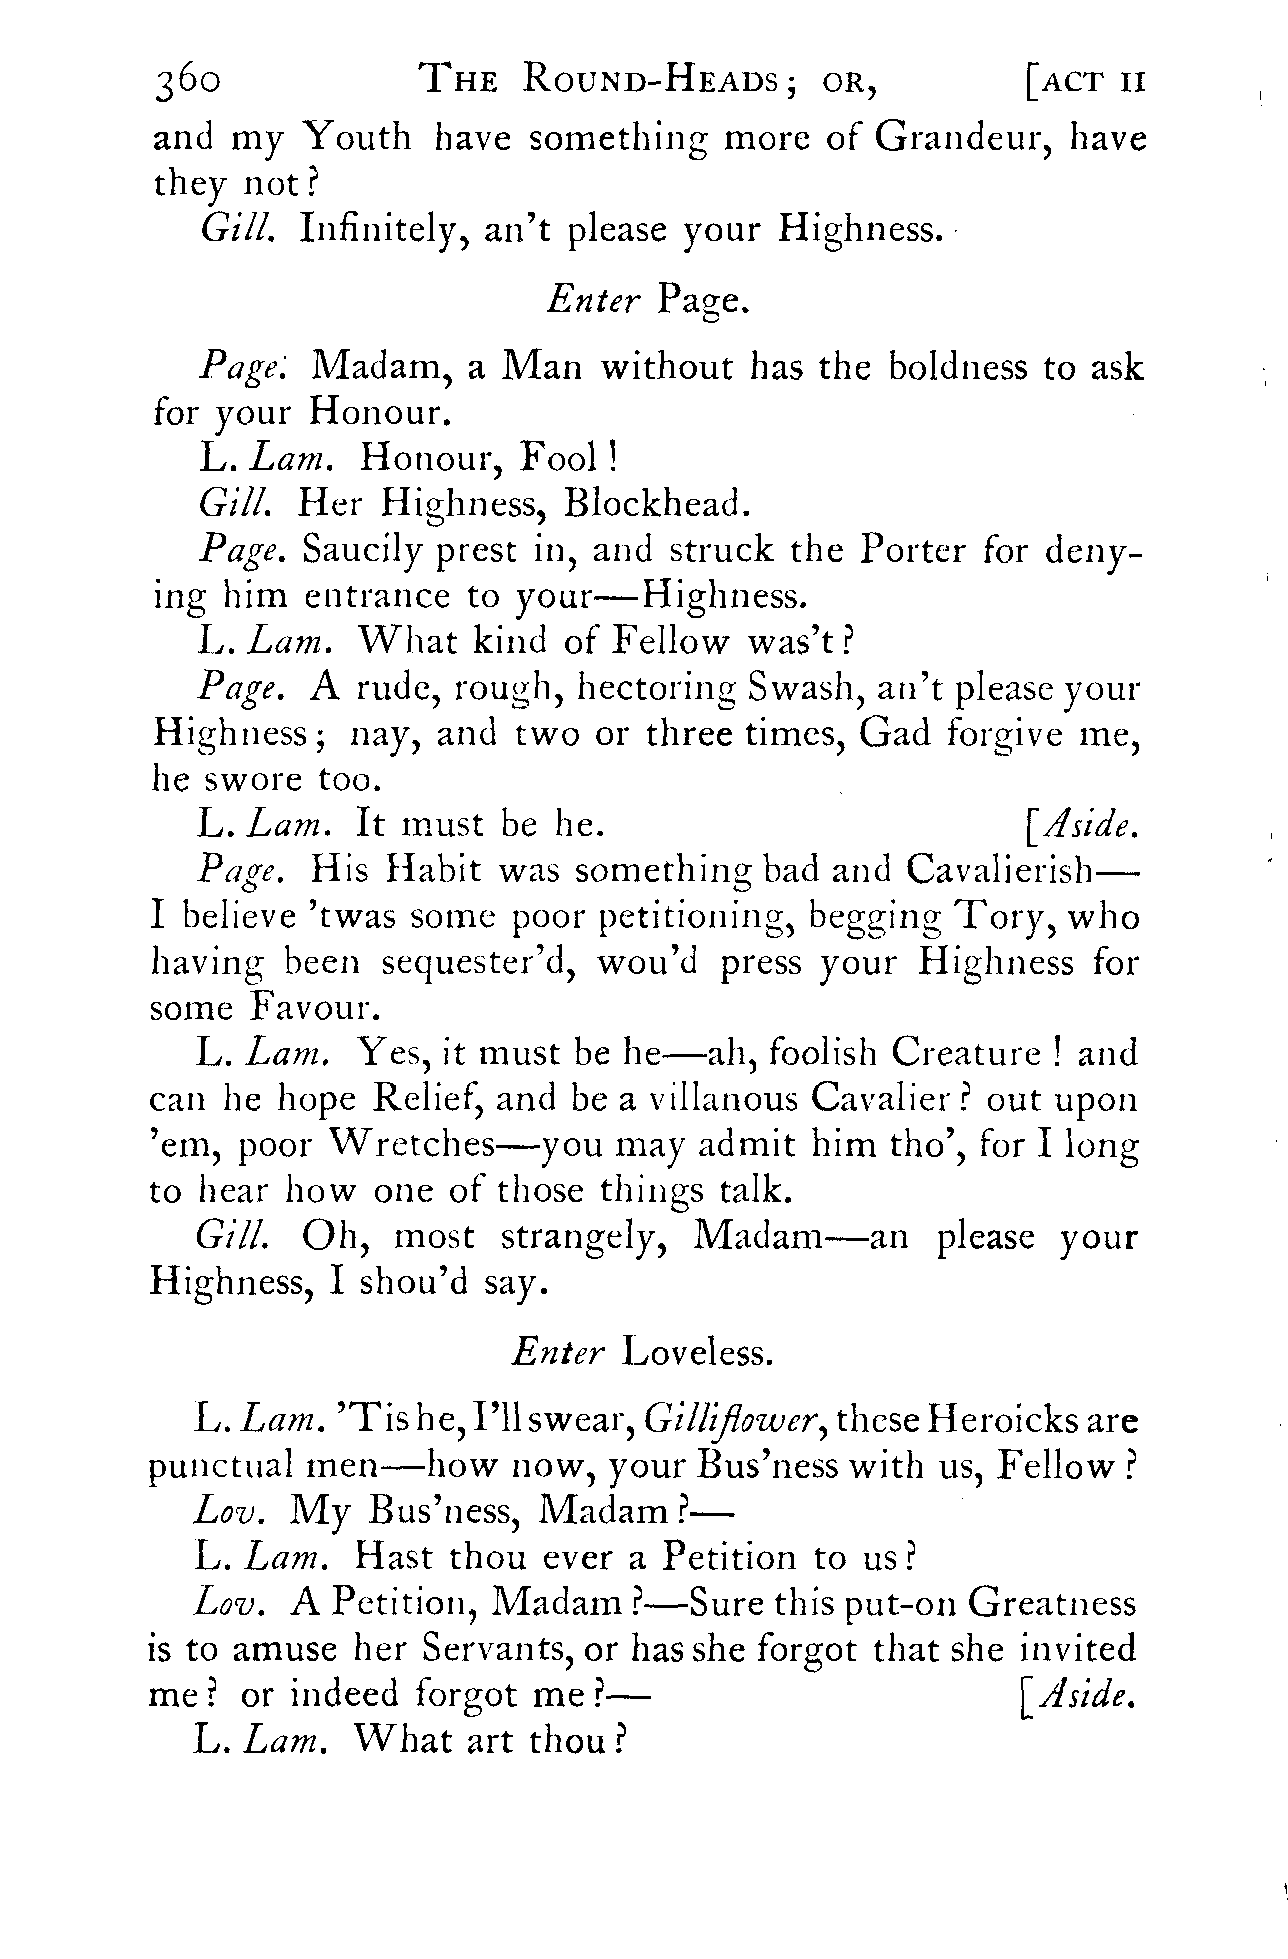 360 The Round-Heads; or, [act ii
and my Youth have something more of Grandeur, have
they not?
Gill. Infinitely, an't please your Highness.
Enter Page.
Page. Madam, a Man without has the boldness to ask
for your Honour.
L. Lam. Honour, Fool!
Gill. Her Highness, Blockhead.
Page. Saucily prest in, and struck the Porter for deny-
ing him entrance to your—Highness.
L. Lam. What kind of Fellow was't?
Page. A rude, rough, hectoring Swash, an't please your
Highness; nay, and two or three times, Gad forgive me,
he swore too.
L. Lam. It must be he. [Aside.
Page. His Habit was something bad and Cavalierish—
I believe 'twas some poor petitioning, begging Tory, who
having been sequester'd, wou'd press your Highness for
some Favour.
L. Lam. Yes, it must be he—ah, foolish Creature! and
can he hope Relief, and be a villanous Cavalier? out upon
'em, poor Wretches—you may admit him tho', for I long
to hear how one of those things talk.
Gill. Oh, most strangely, Madam—an please your
Highness, I shou'd say.
Enter Loveless.
L. Lam. 'Tis he, I'll swear, Gilliflower, these Heroicks are
punctual men—how now, your Bus'ness with us, Fellow?
Lov. My Bus'ness, Madam?—
L. Lam. Hast thou ever a Petition to us?
Lov. A Petition, Madam?—Sure this put-on Greatness
is to amuse her Servants, or has she forgot that she invited
me? or indeed forgot me?— [Aside.
L. Lam. What art thou?